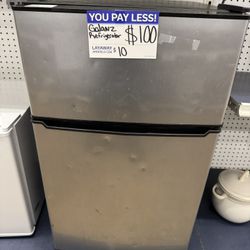 YOU PAY LESS!
Galanz
Refrigerator
$100
LAYAWAY
$10